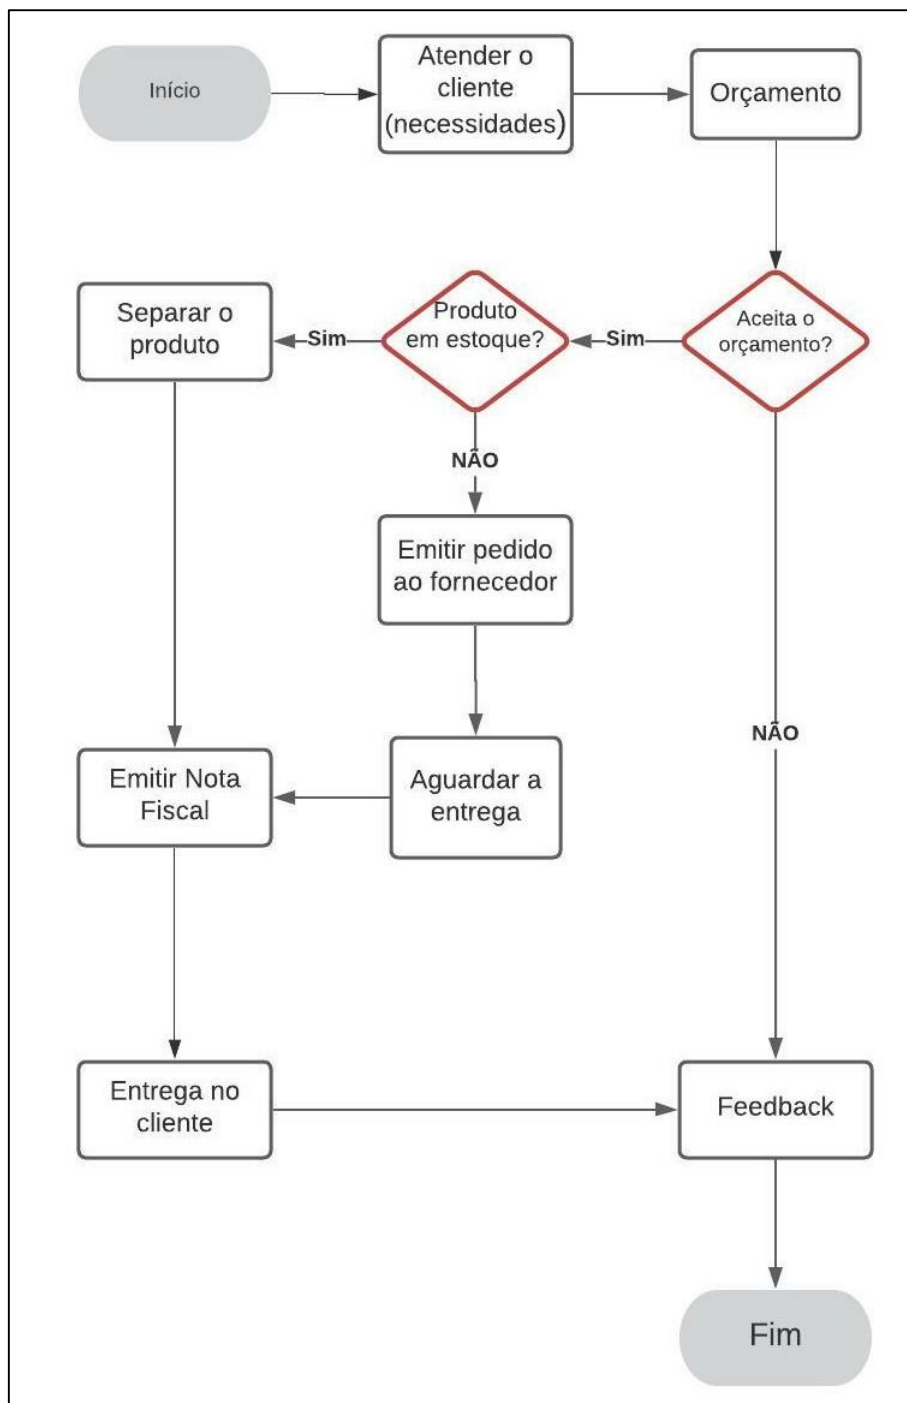 Início
Atender o
cliente
(necessidades)
Orçamento
Aceita o
orçamento?
Sim
Produto
em estoque?
Sim
Separar o
produto
NÃO
Emitir pedido
ao fornecedor
Aguardar a
entrega
Emitir Nota
Fiscal
NÃO
Entrega no
cliente
Feedback
Fim